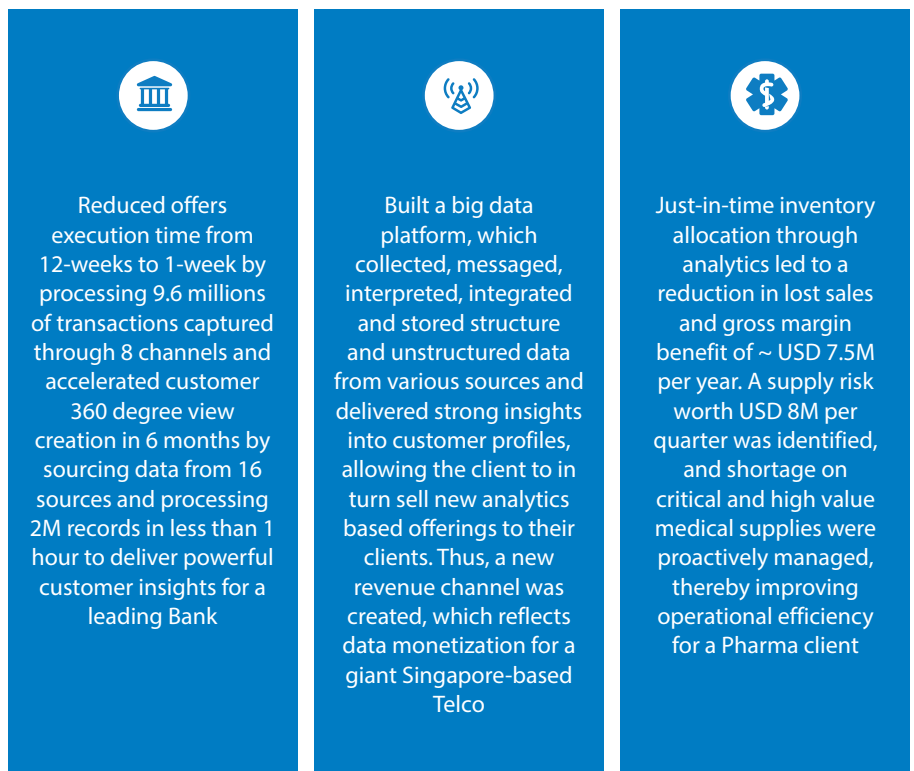 Reduced offers
execution time from
12-weeks to 1-week by
processing 9.6 millions
of transactions captured
through 8 channels and
accelerated customer
360 degree view
creation in 6 months by
sourcing data from 16
sources and processing
2M records in less than 1
hour to deliver powerful
customer insights for a
leading Bank
Built a big data
platform, which
collected, messaged,
interpreted, integrated
and stored structure
and unstructured data
from various sources and
delivered strong insights
into customer profiles,
allowing the client to in
turn sell new analytics
based offerings to their
clients. Thus, a new
revenue channel was
created, which reflects
data monetization for a
giant Singapore-based
Telco
Just-in-time inventory
allocation through
analytics led to a
reduction in lost sales
and gross margin
benefit of ~ USD 7.5M
per year. A supply risk
worth USD 8M per
quarter was identified,
and shortage on
critical and high value
medical supplies were
proactively managed,
thereby improving
operational efficiency
for a Pharma client